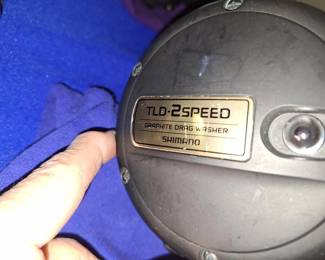 TLD-2SPEED
GRAPHITE DRAG WASHER
SHIMANO